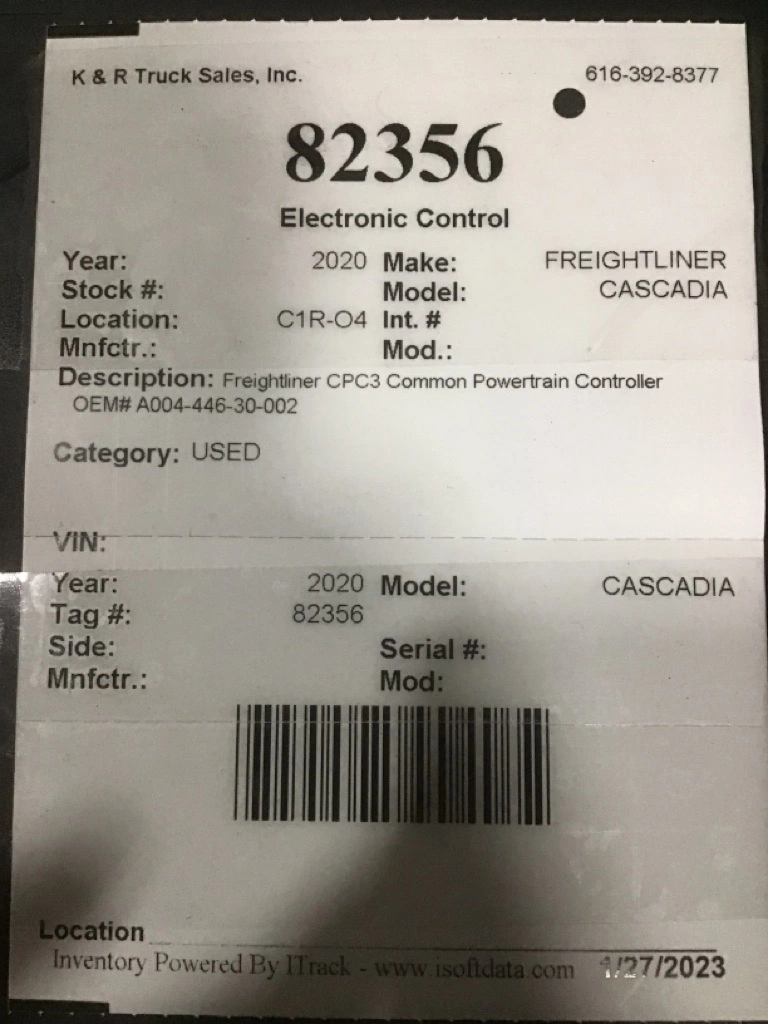 K & R Truck Sales, Inc. 616-392-8377
82356
Electronic Control
Year: 2020 Make: FREIGHTLINER
Stock #: Model: CASCADIA
Location: C1R-O4 Int. #
Mnfctr.: Mod.:
Description: Freightliner CPC3 Common Powertrain Controller
OEM# A004-446-30-002
Category: USED
VIN:
Year: 2020 Model: CASCADIA
Tag #: 82356
Side: Serial #:
Mnfctr.: Mod:
Location
Inventory Powered By ITrack - www.isoftdata.com 1/27/2023